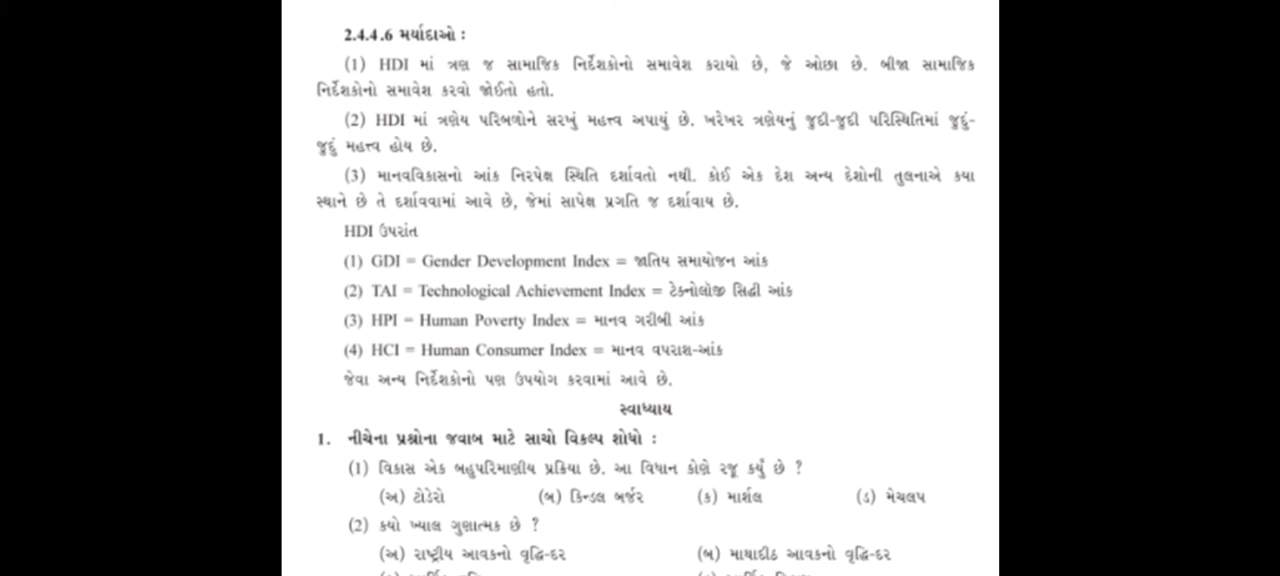 2.4.4.6 મર્યાદાઓ :
(1) HDI માં ત્રણ જ સામાજિક નિર્દેશકોનો સમાવેશ કરાયો છે, જે ઓછા છે. બીજા સામાજિક
નિર્દેશકોનો સમાવેશ કરવો જોઈતો હતો.
(2) HDI માં ત્રણેય પરિબળોને સરખું મહત્ત્વ અપાયું છે. ખરેખર ત્રણેયનું જુદી-જુદી પરિસ્થિતિમાં જુદું-
જુદું મહત્ત્વ હોય છે.
(3) માનવવિકાસનો આંક નિરપેક્ષ સ્થિતિ દર્શાવતો નથી. કોઈ એક દેશ અન્ય દેશોની તુલનાએ કયા
સ્થાને છે તે દર્શાવવામાં આવે છે, જેમાં સાપેક્ષ પ્રગતિ જ દર્શાવાય છે.
HDI ઉપરાંત
(1) GDI = Gender Development Index = જાતિય સમાયોજન આંક
(2) TAI = Technological Achievement Index = ટેક્નોલૉજી સિદ્ધી આંક
(3) HPI = Human Poverty Index = માનવ ગરીબી આંક
(4) HCI = Human Consumer Index = માનવ વપરાશ-આંક
જેવા અન્ય નિર્દેશકોનો પણ ઉપયોગ કરવામાં આવે છે.
સ્વાધ્યાય
1. નીચેના પ્રશ્નોના જવાબ માટે સાચો વિકલ્પ શોધો :
(1) વિકાસ એક બહુપરિમાણીય પ્રક્રિયા છે. આ વિધાન કોણે રજૂ કર્યું છે ?
(અ) ટોડેરો (બ) કિન્ડલ બર્જર (ક) માર્શલ (ડ) મેચલપ
(2) કયો ખ્યાલ ગુણાત્મક છે ?
(અ) રાષ્ટ્રીય આવકનો વૃદ્ધિ-દર (બ) માથાદીઠ આવકનો વૃદ્ધિ-દર